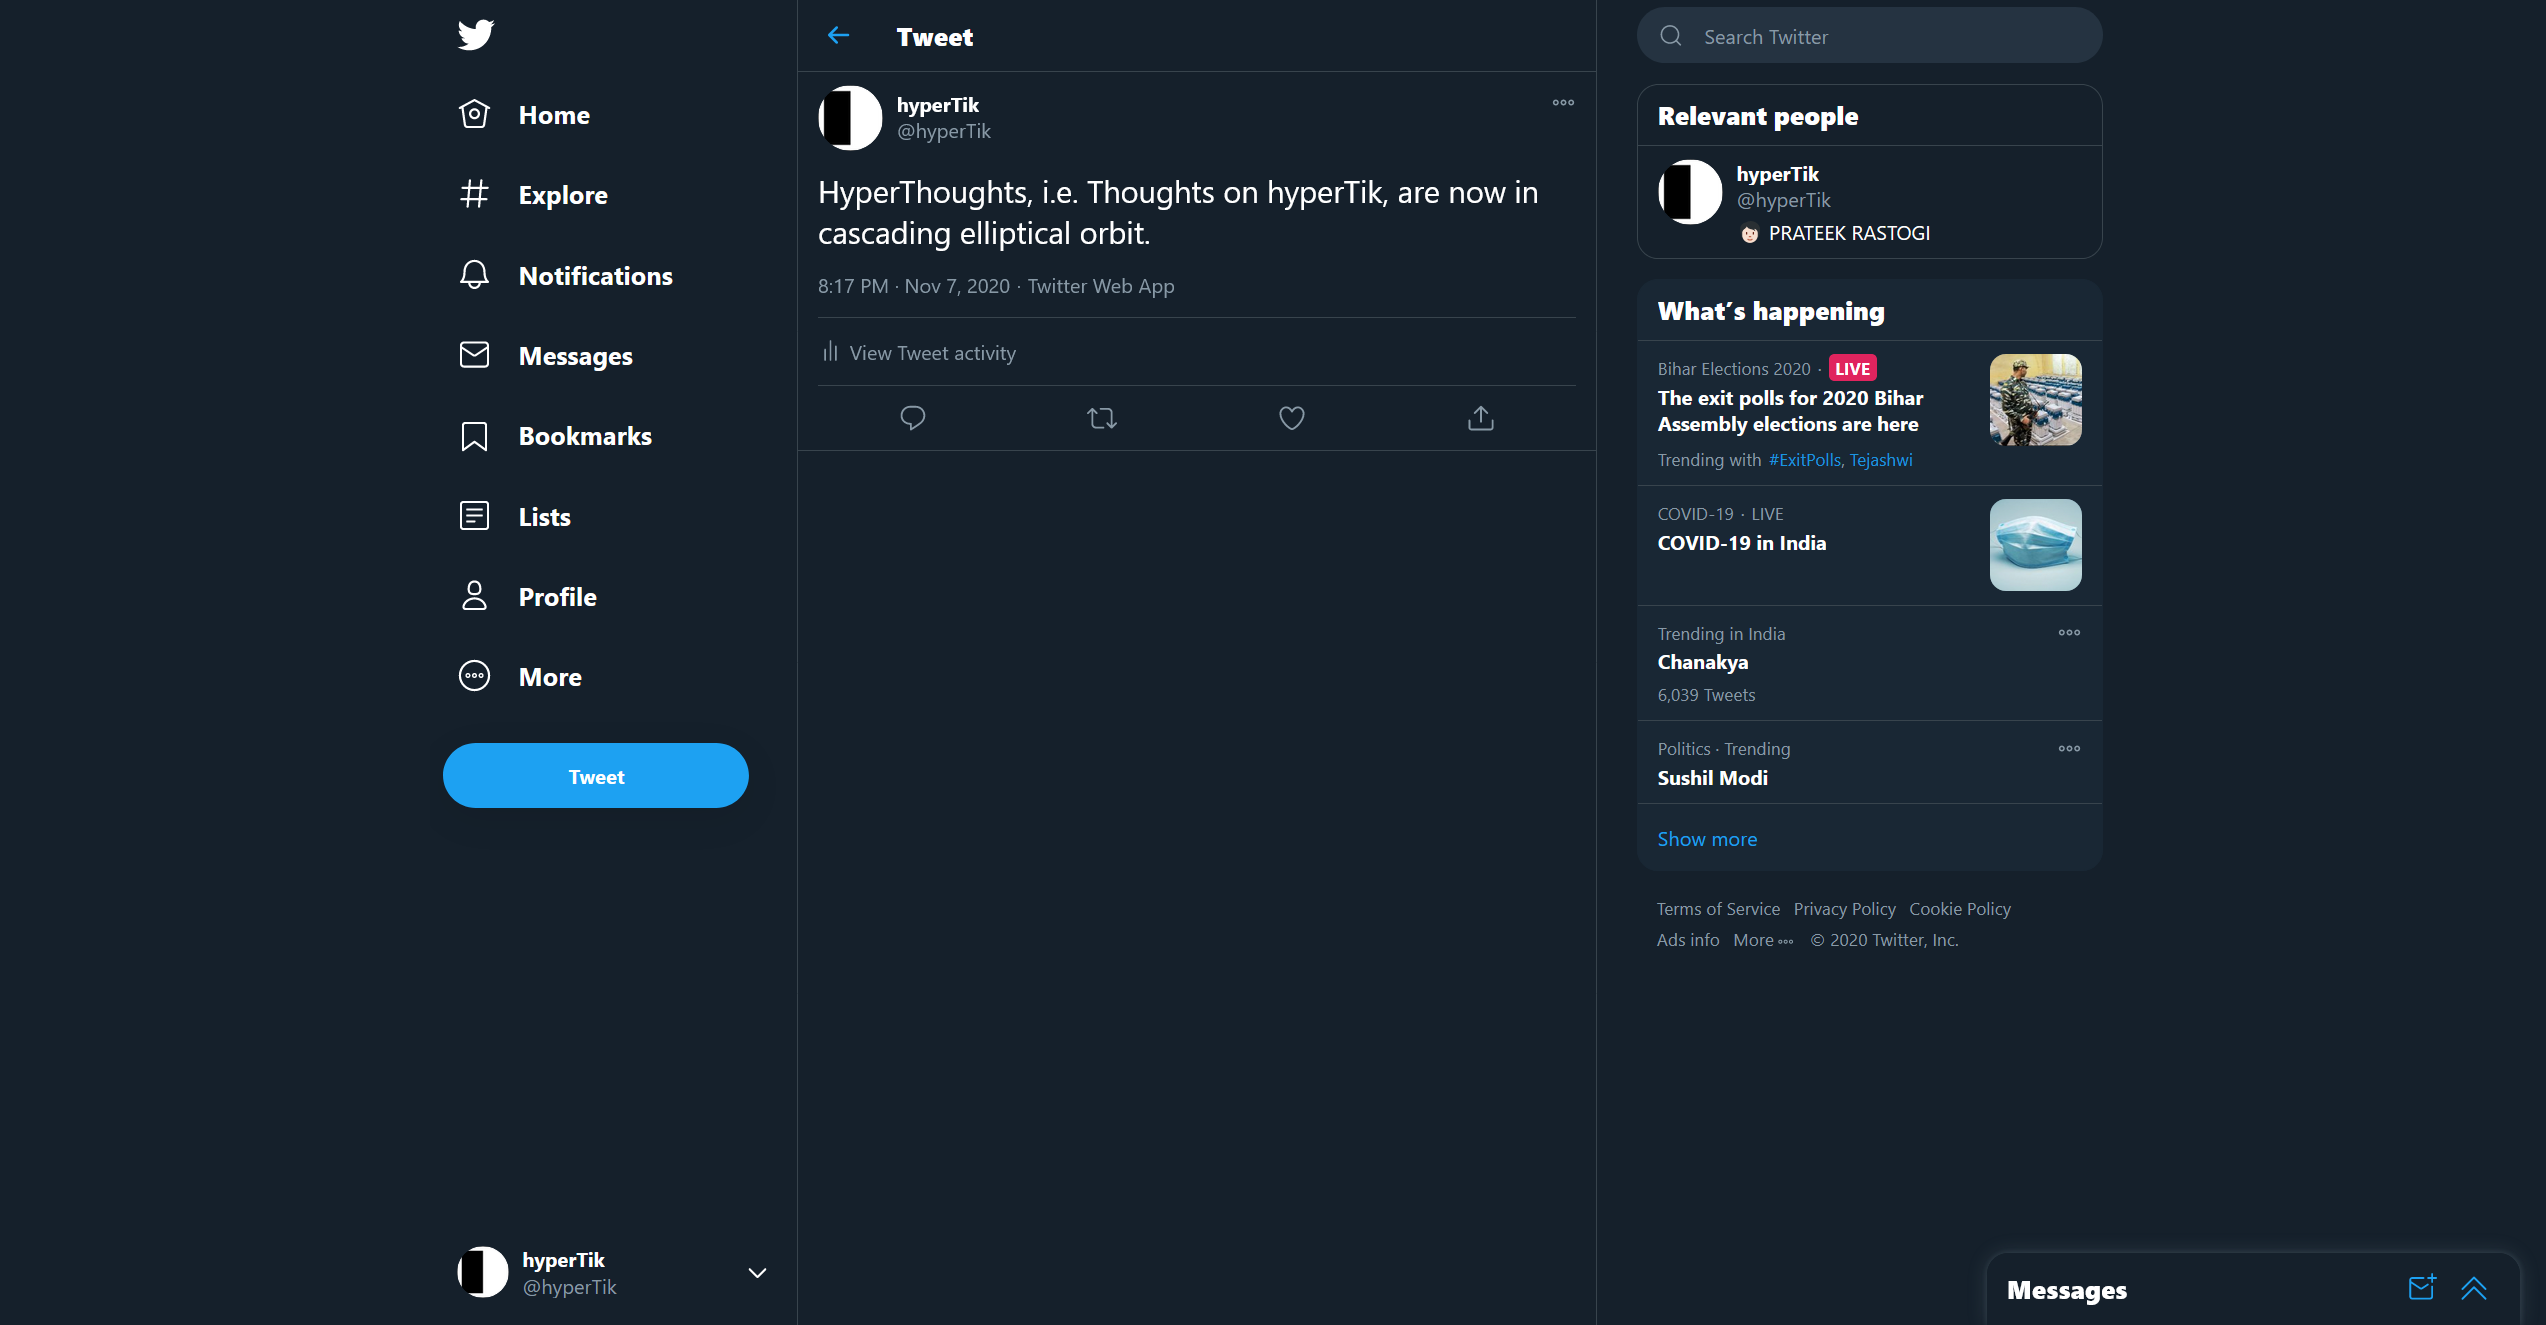 Home
Explore
Notifications
Messages
Bookmarks
Lists
Profile
More
Tweet
hyperTik
@hyperTik
Tweet
hyperTik
@hyperTik
HyperThoughts, i.e. Thoughts on hyperTik, are now in
cascading elliptical orbit.
8:17 PM · Nov 7, 2020 · Twitter Web App
View Tweet activity
Search Twitter
Relevant people
hyperTik
@hyperTik
PRATEEK RASTOGI
What's happening
Bihar Elections 2020 · LIVE
The exit polls for 2020 Bihar
Assembly elections are here
Trending with #ExitPolls, Tejashwi
COVID-19 · LIVE
COVID-19 in India
Trending in India
Chanakya
6,039 Tweets
Politics · Trending
Sushil Modi
Show more
Terms of Service Privacy Policy Cookie Policy
Ads info More © 2020 Twitter, Inc.
Messages